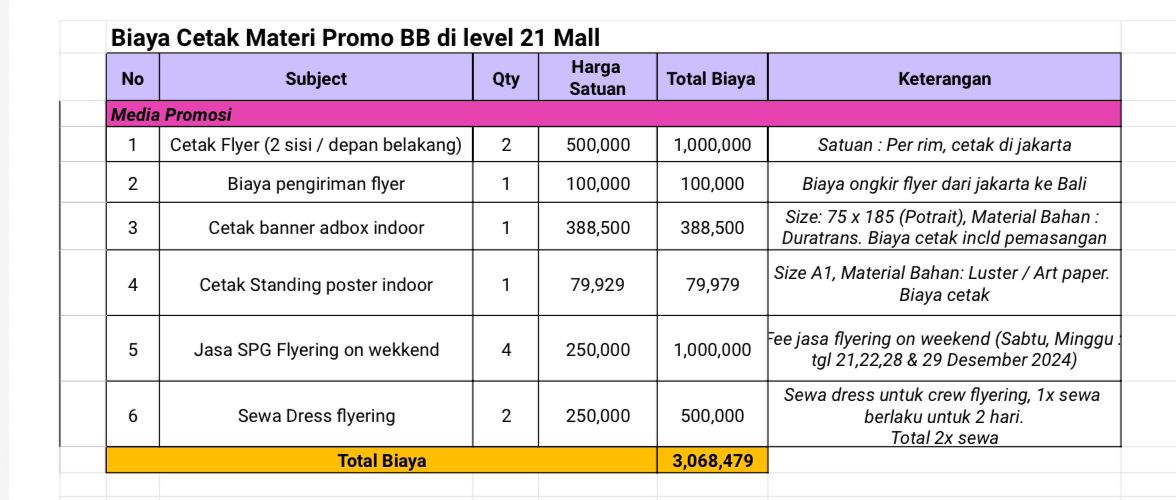 Biaya Cetak Materi Promo BB di level 21 Mall
No Subject Qty Harga Satuan Total Biaya Keterangan
Media Promosi
1 Cetak Flyer (2 sisi / depan belakang) 2 500,000 1,000,000 Satuan : Per rim, cetak di jakarta
2 Biaya pengiriman flyer 1 100,000 100,000 Biaya ongkir flyer dari jakarta ke Bali
3 Cetak banner adbox indoor 1 388,500 388,500 Size: 75 x 185 (Potrait), Material Bahan :
Duratrans. Biaya cetak incld pemasangan
4 Cetak Standing poster indoor 1 79,929 79,979 Size A1, Material Bahan: Luster / Art paper.
Biaya cetak
5 Jasa SPG Flyering on wekkend 4 250,000 1,000,000 Fee jasa flyering on weekend (Sabtu, Minggu :
tgl 21,22,28 & 29 Desember 2024)
6 Sewa Dress flyering 2 250,000 500,000 Sewa dress untuk crew flyering, 1x sewa
berlaku untuk 2 hari.
Total 2x sewa
Total Biaya 3,068,479